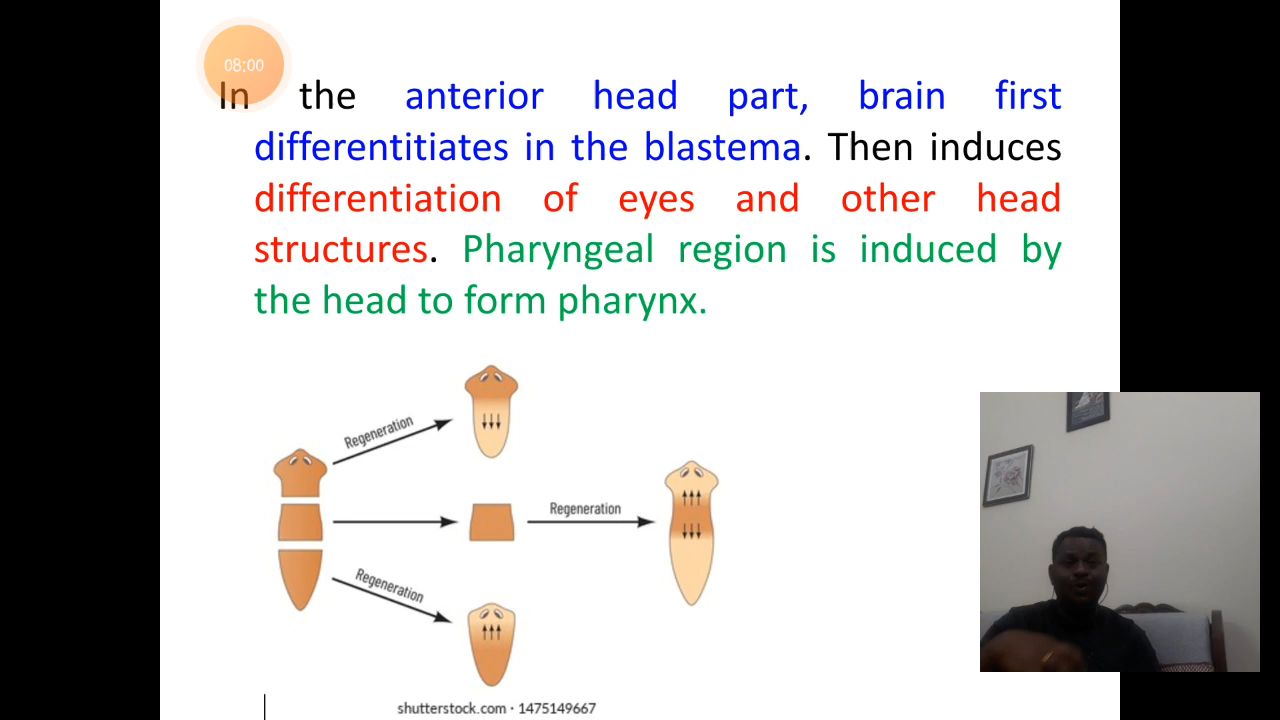 08:00
In the anterior head part, brain first
differentitiates in the blastema. Then induces
differentiation of eyes and other head
structures. Pharyngeal region is induced by
the head to form pharynx.
Regeneration
Regeneration
Regeneration
shutterstock.com · 1475149667